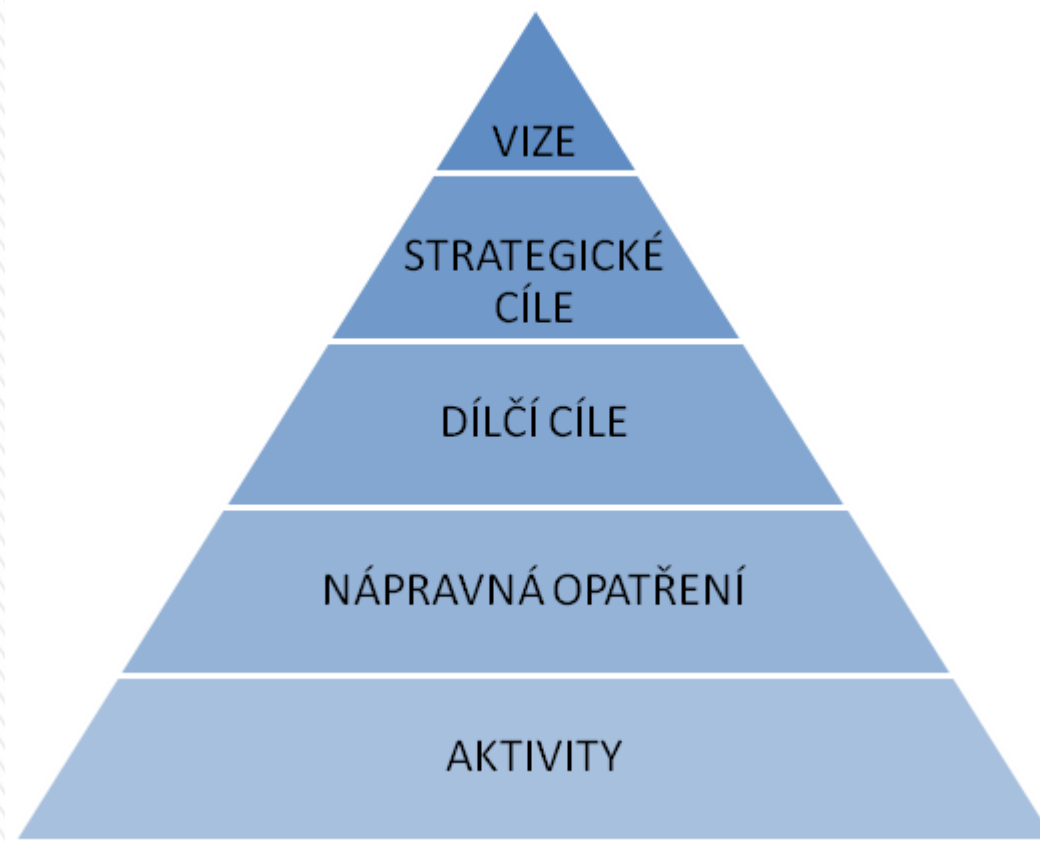 VIZE
STRATEGICKÉ
CÍLE
DÍLČÍ CÍLE
NÁPRAVNÁ OPATŘENÍ
AKTIVITY